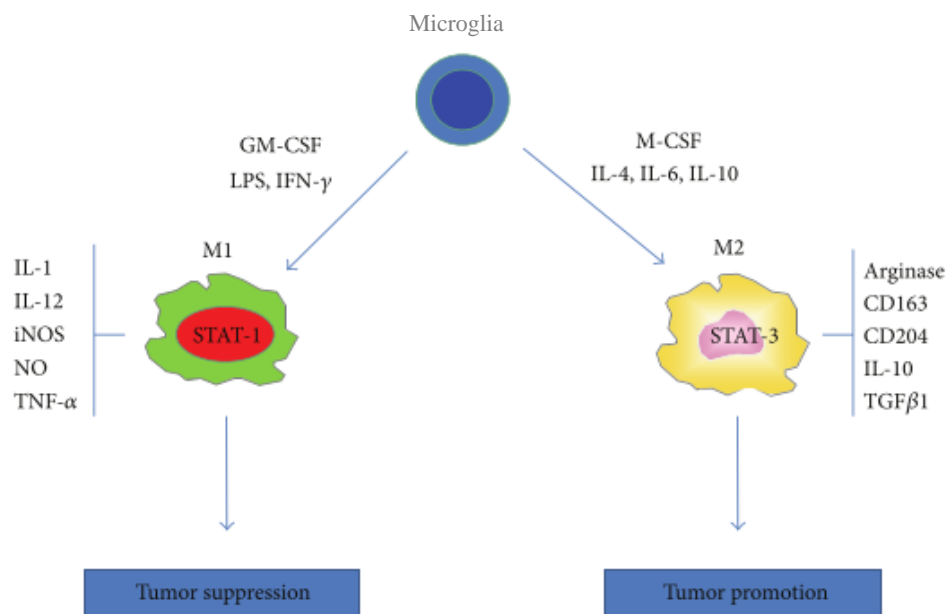 Microglia
GM-CSF
LPS, IFN-γ
M-CSF
IL-4, IL-6, IL-10
M1
IL-1
IL-12
iNOS
NO
TNF-α
STAT-1
M2
STAT-3
Arginase
CD163
CD204
IL-10
TGFβ1
Tumor suppression
Tumor promotion